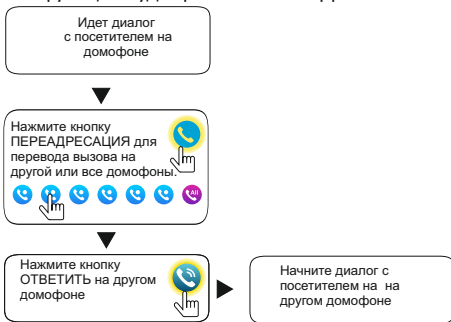 Идет диалог
с посетителем на
домофоне
Нажмите кнопку
ПЕРЕАДРЕСАЦИЯ для
перевода вызова на
другой или все домофоны.
All
Нажмите кнопку
ОТВЕТИТЬ на другом
домофоне
Начните диалог с
посетителем на на
другом домофоне